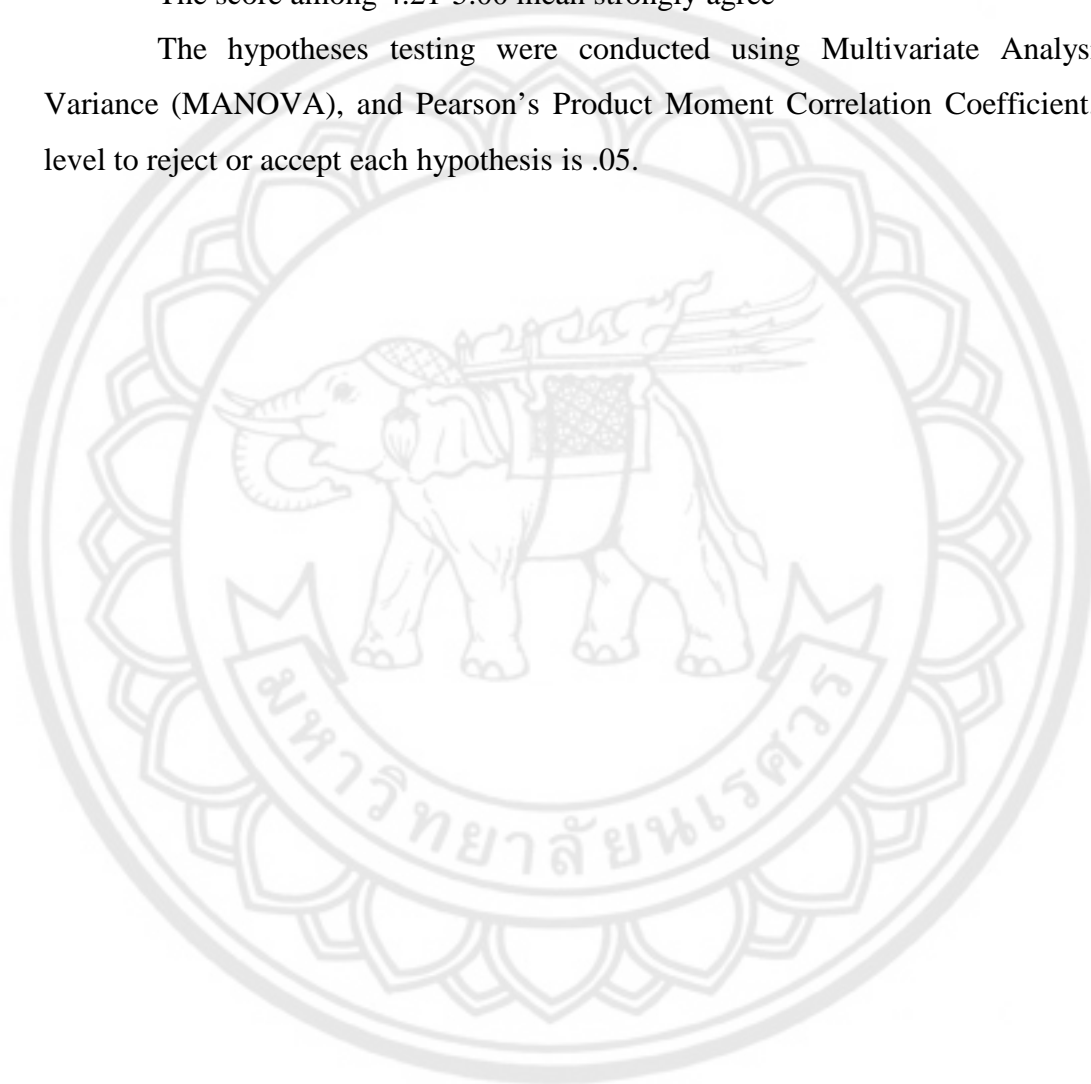 The score among 4.21-5.00 mean strongly agree
The hypotheses testing were conducted using Multivariate Analys
Variance (MANOVA), and Pearson's Product Moment Correlation Coefficient
level to reject or accept each hypothesis is .05.
มหาวิทยาลัยนเรศวร